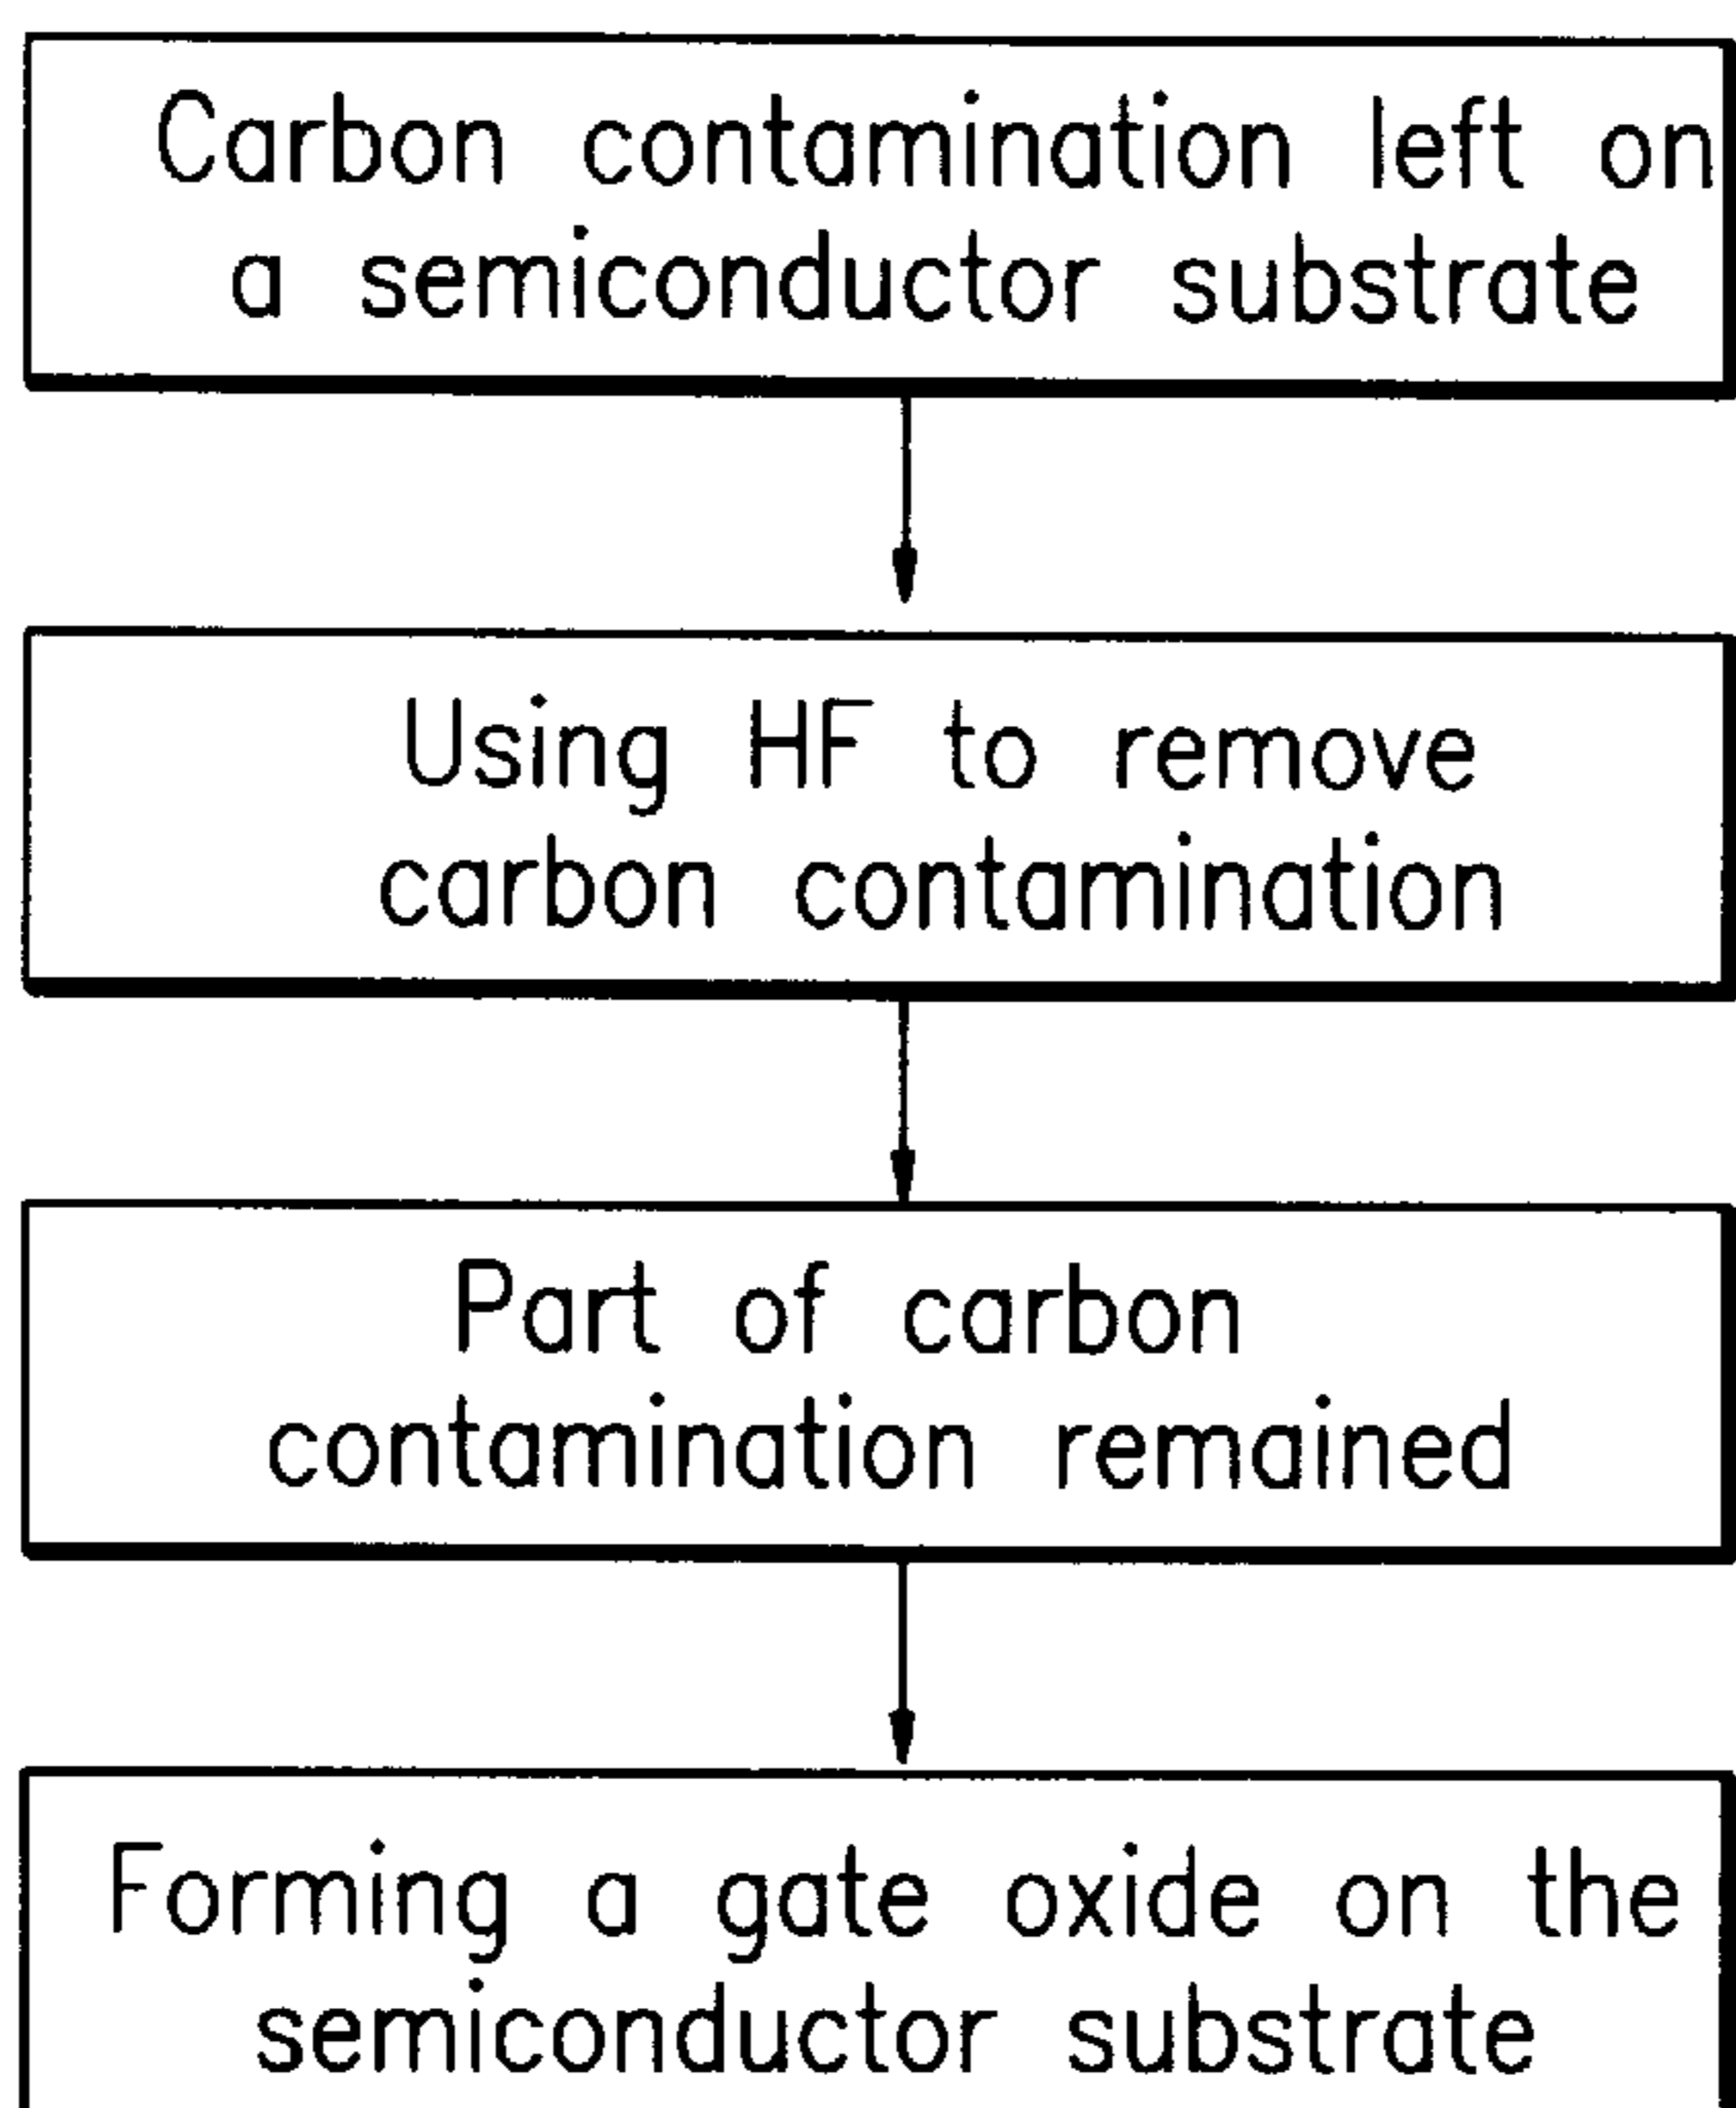 Carbon contamination left on
a semiconductor substrate
Using HF to remove
carbon contamination
Part of carbon
contamination remained
Forming a gate oxide on the
semiconductor substrate